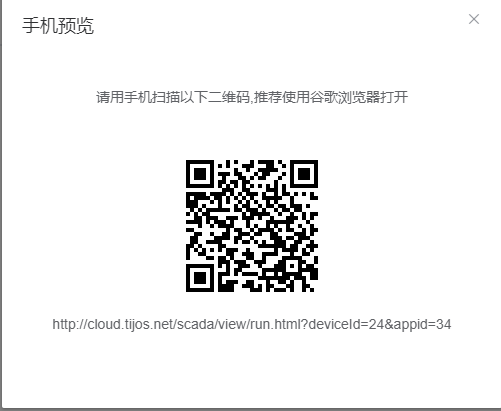 手机预览
请用手机扫描以下二维码,推荐使用谷歌浏览器打开
http://cloud.tijos.net/scada/view/run.html?deviceId=24&appid=34